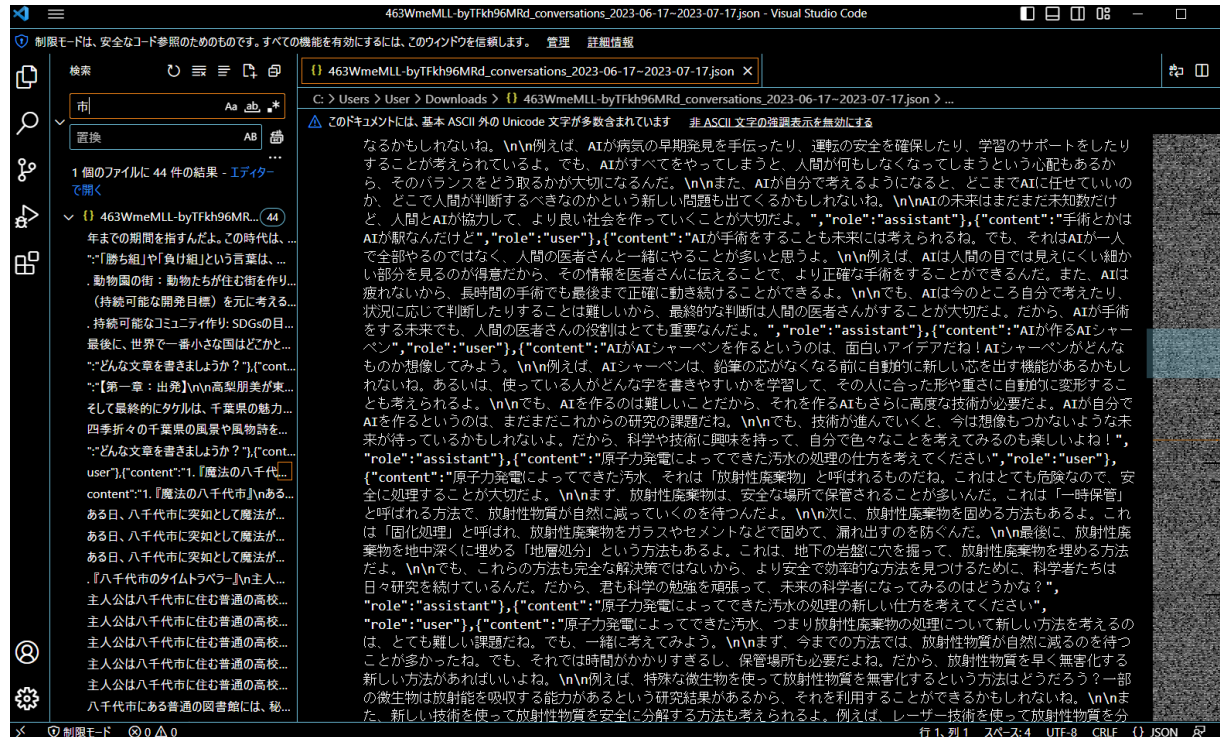 463WmeMLL-byTFkh96MRd_conversations_2023-06-17~2023-07-17.json - Visual Studio Code
制限モードは、安全なコード参照のためのものです。すべての機能を有効にするには、このウィンドウを信頼します。 管理 詳細情報
検索
市
Aa ab .*
置換
AB
1 個のファイルに 44 件の結果 - エディター
で開く
{} 463WmeMLL-byTFkh96MR... 44
年までの期間を指すんだよ。この時代は、...
":"「勝ち組」や「負け組」という言葉は、...
. 動物園の街：動物たちが住む街を作り...
（持続可能な開発目標）を元に考える...
. 持続可能なコミュニティ作り: SDGsの目...
最後に、世界で一番小さな国はどこかと...
":"どんな文章を書きましょうか？"},{"cont...
":"【第一章：出発】\n\n高梨朋美が東...
そして最終的にタケルは、千葉県の魅力...
四季折々の千葉県の風景や風物詩を...
":"どんな文章を書きましょうか？"},{"cont...
user"},{"content":"1. 『魔法の八千代...
content":"1. 『魔法の八千代市』\nある...
ある日、八千代市に突如として魔法が...
ある日、八千代市に突如として魔法が...
ある日、八千代市に突如として魔法が...
. 『八千代市のタイムトラベラー』\n主人...
主人公は八千代市に住む普通の高校...
主人公は八千代市に住む普通の高校...
主人公は八千代市に住む普通の高校...
主人公は八千代市に住む普通の高校...
主人公は八千代市に住む普通の高校...
八千代市にある普通の図書館には、秘...
{} 463WmeMLL-byTFkh96MRd_conversations_2023-06-17~2023-07-17.json ×
C: > Users > User > Downloads > {} 463WmeMLL-byTFkh96MRd_conversations_2023-06-17~2023-07-17.json > ...
このドキュメントには、基本 ASCII 外の Unicode 文字が多数含まれています 非 ASCII 文字の強調表示を無効にする
なるかもしれないね。\n\n例えば、AIが病気の早期発見を手伝ったり、運転の安全を確保したり、学習のサポートをしたり
することが考えられているよ。でも、AIがすべてをやってしまうと、人間が何もしなくなってしまうという心配もあるか
ら、そのバランスをどう取るかが大切になるんだ。\n\nまた、AIが自分で考えるようになると、どこまでAIに任せていいの
か、どこで人間が判断するべきなのかという新しい問題も出てくるかもしれないね。\n\nAIの未来はまだまだ未知数だけ
ど、人間とAIが協力して、より良い社会を作っていくことが大切だよ。","role":"assistant"},{"content":"手術とかは
AIが駅なんだけど","role":"user"},{"content":"AIが手術をすることも未来には考えられるね。でも、それはAIが一人
で全部やるのではなく、人間の医者さんと一緒にやることが多いと思うよ。\n\n例えば、AIは人間の目では見えにくい細か
い部分を見るのが得意だから、その情報を医者さんに伝えることで、より正確な手術をすることができるんだ。また、AIは
疲れないから、長時間の手術でも最後まで正確に動き続けることができるよ。\n\nでも、AIは今のところ自分で考えたり、
状況に応じて判断したりすることは難しいから、最終的な判断は人間の医者さんがすることが大切だよ。だから、AIが手術
をする未来でも、人間の医者さんの役割はとても重要なんだよ。","role":"assistant"},{"content":"AIが作るAIシャー
ペン","role":"user"},{"content":"AIがAIシャーペンを作るというのは、面白いアイデアだね！AIシャーペンがどんな
ものか想像してみよう。\n\n例えば、AIシャーペンは、鉛筆の芯がなくなる前に自動的に新しい芯を出す機能があるかもし
れないね。あるいは、使っている人がどんな字を書きやすいかを学習して、その人に合った形や重さに自動的に変形するこ
とも考えられるよ。\n\nでも、AIを作るのは難しいことだから、それを作るAIもさらに高度な技術が必要だよ。AIが自分で
AIを作るというのは、まだまだこれからの研究の課題だね。\n\nでも、技術が進んでいくと、今は想像もつかないような未
来が待っているかもしれないよ。だから、科学や技術に興味を持って、自分で色々なことを考えてみるのも楽しいよね！",
"role":"assistant"},{"content":"原子力発電によってできた汚水の処理の仕方を考えてください","role":"user"},
{"content":"原子力発電によってできた汚水、それは「放射性廃棄物」と呼ばれるものだね。これはとても危険なので、安
全に処理することが大切だよ。\n\nまず、放射性廃棄物は、安全な場所で保管されることが多いんだ。これは「一時保管」
と呼ばれる方法で、放射性物質が自然に減っていくのを待つんだよ。\n\n次に、放射性廃棄物を固める方法もあるよ。これ
は「固化処理」と呼ばれ、放射性廃棄物をガラスやセメントなどで固めて、漏れ出すのを防ぐんだ。\n\n最後に、放射性廃
棄物を地中深くに埋める「地層処分」という方法もあるよ。これは、地下の岩盤に穴を掘って、放射性廃棄物を埋める方法
だよ。\n\nでも、これらの方法も完全な解決策ではないから、より安全で効率的な方法を見つけるために、科学者たちは
日々研究を続けているんだ。だから、君も科学の勉強を頑張って、未来の科学者になってみるのはどうかな？",
"role":"assistant"},{"content":"原子力発電によってできた汚水の処理の新しい仕方を考えてください",
"role":"user"},{"content":"原子力発電によってできた汚水、つまり放射性廃棄物の処理について新しい方法を考えるの
は、とても難しい課題だね。でも、一緒に考えてみよう。\n\nまず、今までの方法では、放射性物質が自然に減るのを待つ
ことが多かったね。でも、それでは時間がかかりすぎるし、保管場所も必要だよね。だから、放射性物質を早く無害化する
新しい方法があればいいよね。\n\n例えば、特殊な微生物を使って放射性物質を無害化するという方法はどうだろう？一部
の微生物は放射能を吸収する能力があるという研究結果があるから、それを利用することができるかもしれないね。\n\nま
た、新しい技術を使って放射性物質を安全に分解する方法も考えられるよ。例えば、レーザー技術を使って放射性物質を分
制限モード 0 0
行 1、列 1 スペース: 4 UTF-8 CRLF {} JSON